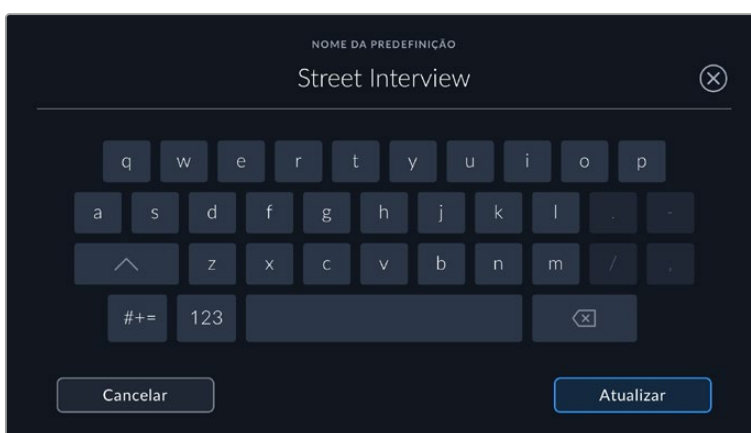 NOME DA PREDEFINIÇÃO
Street Interview
q w e r t y u i o p
a s d f g h j k l . -
z x c v b n m / ,
#+= 123
Cancelar Atualizar